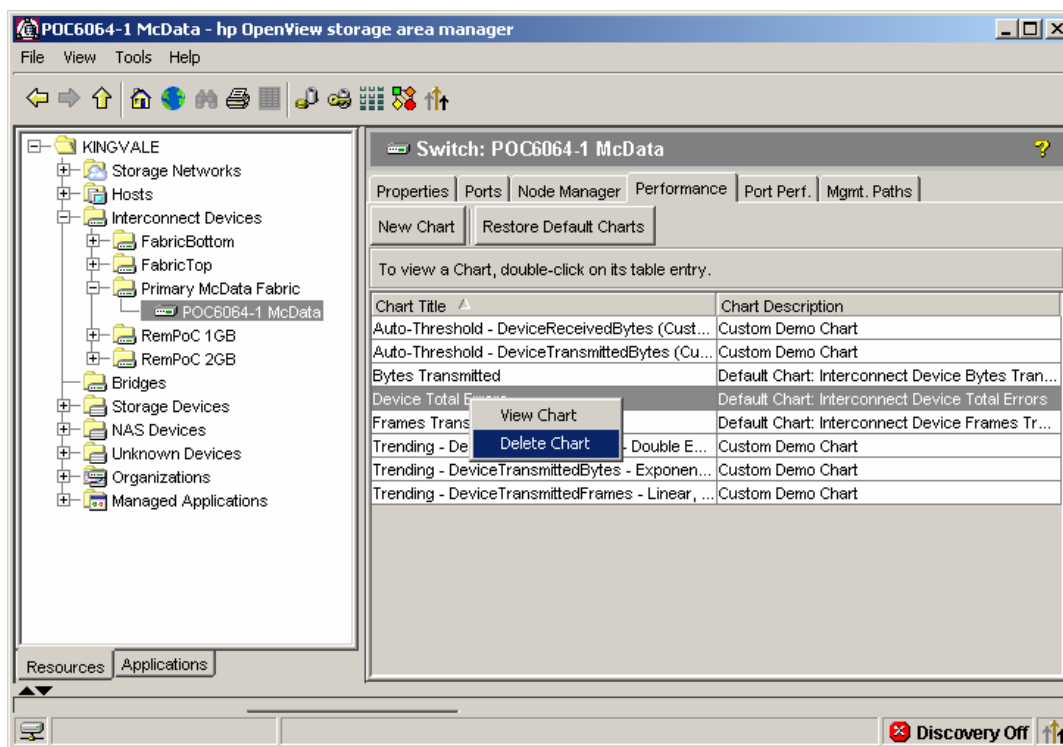 POC6064-1 McData - hp OpenView storage area manager
File View Tools Help
KINGVALE
Storage Networks
Hosts
Interconnect Devices
FabricBottom
FabricTop
Primary McData Fabric
POC6064-1 McData
RemPoC 1GB
RemPoC 2GB
Bridges
Storage Devices
NAS Devices
Unknown Devices
Organizations
Managed Applications
Resources Applications
Switch: POC6064-1 McData ?
Properties Ports Node Manager Performance Port Perf. Mgmt. Paths
New Chart Restore Default Charts
To view a Chart, double-click on its table entry.
Chart Title Chart Description
Auto-Threshold - DeviceReceivedBytes (Cust... Custom Demo Chart
Auto-Threshold - DeviceTransmittedBytes (Cu... Custom Demo Chart
Bytes Transmitted Default Chart: Interconnect Device Bytes Tran...
Device Total Errors Default Chart: Interconnect Device Total Errors
Frames Trans Default Chart: Interconnect Device Frames Tr...
Trending - De - Double E... Custom Demo Chart
Trending - DeviceTransmittedBytes - Exponen... Custom Demo Chart
Trending - DeviceTransmittedFrames - Linear, ... Custom Demo Chart
View Chart
Delete Chart
Discovery Off